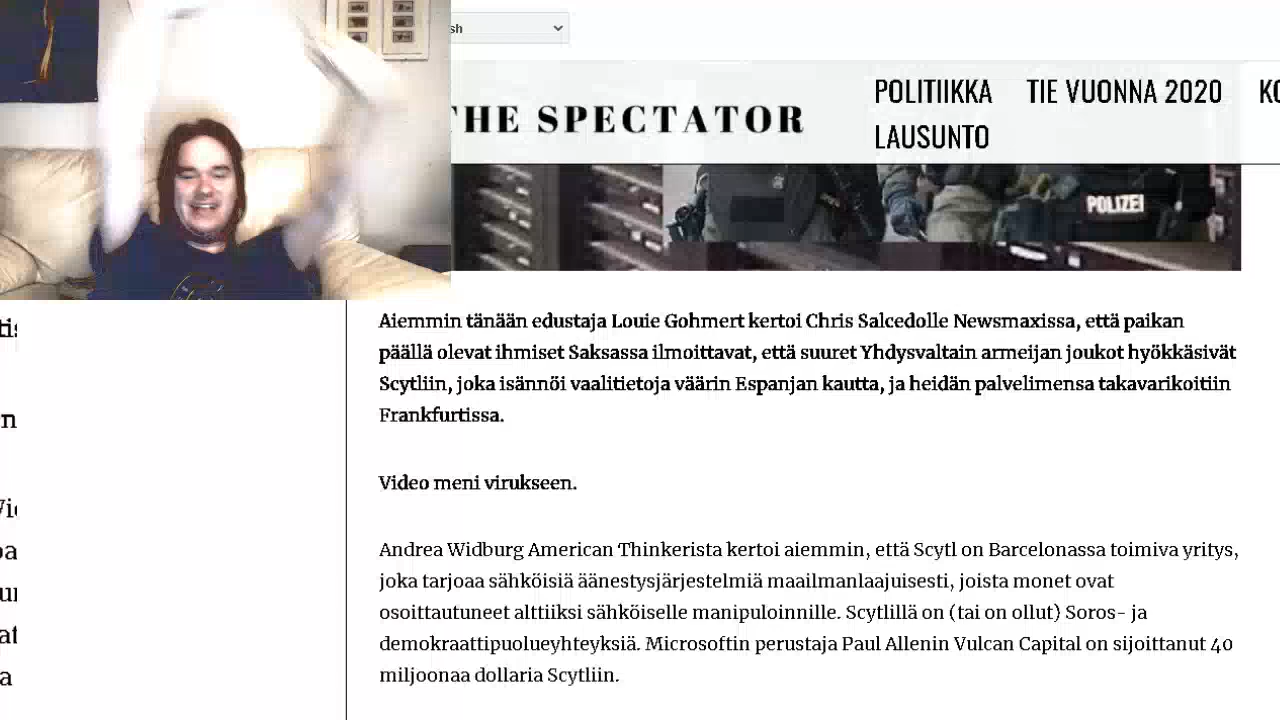 sh
THE SPECTATOR
POLITIIKKA
TIE VUONNA 2020
LAUSUNTO
POLIZEI
Aiemmin tänään edustaja Louie Gohmert kertoi Chris Salcedolle Newsmaxissa, että paikan
päällä olevat ihmiset Saksassa ilmoittavat, että suuret Yhdysvaltain armeijan joukot hyökkäsivät
Scytliin, joka isännöi vaalitietoja väärin Espanjan kautta, ja heidän palvelimensa takavarikoitiin
Frankfurtissa.
Video meni virukseen.
Andrea Widburg American Thinkerista kertoi aiemmin, että Scytl on Barcelonassa toimiva yritys,
joka tarjoaa sähköisiä äänestysjärjestelmiä maailmanlaajuisesti, joista monet ovat
osoittautuneet alttiiksi sähköiselle manipuloinnille. Scytlillä on (tai on ollut) Soros- ja
demokraattipuolueyhteyksiä. Microsoftin perustaja Paul Allenin Vulcan Capital on sijoittanut 40
miljoonaa dollaria Scytliin.